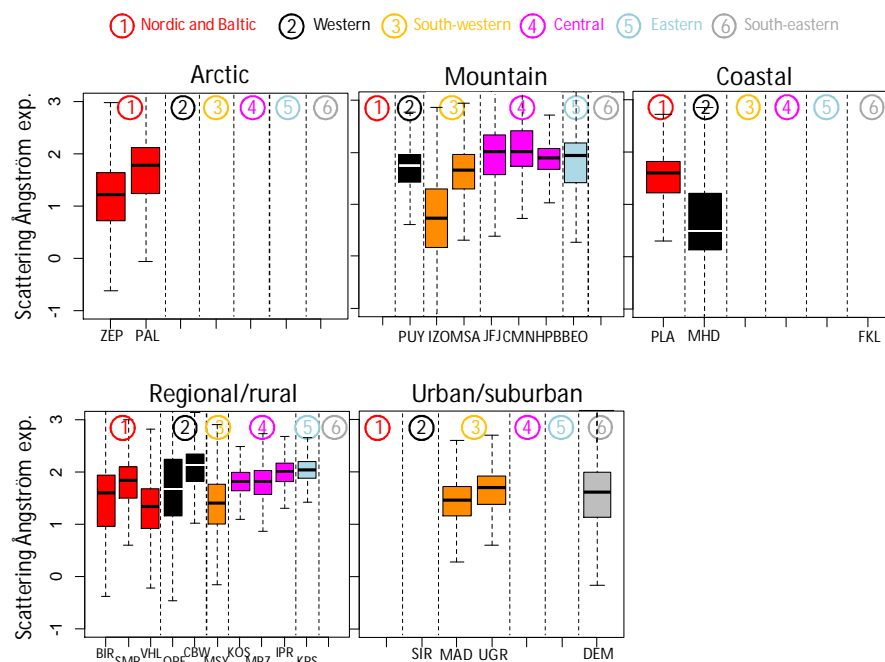 1 Nordic and Baltic 2 Western 3 South-western 4 Central 5 Eastern 6 South-eastern
Arctic Mountain Coastal
1 2 3 4 5 6 1 2 3 4 5 6 1 2 3 4 5 6
Scattering Ångström exp.
3
2
1
0
-1
ZEP PAL PUY IZO MSA JFJ CMN HPB BEO PLA MHD FKL
Regional/rural Urban/suburban
1 2 3 4 5 6 1 2 3 4 5 6
Scattering Ångström exp.
3
2
1
0
-1
BIR SMR VHL OPE CBW MSY KOS MPZ IPR KPS SIR MAD UGR DEM